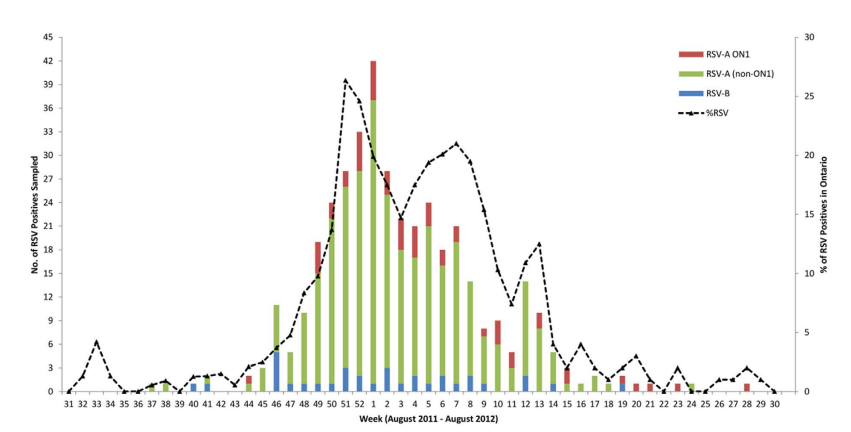 45
42
39
36
33
30
27
24
21
18
15
12
9
6
3
0
No. of RSV Positives Sampled
30
25
20
15
10
5
0
% of RSV Positives in Ontario
RSV-A ON1
RSV-A (non-ON1)
RSV-B
%RSV
31 32 33 34 35 36 37 38 39 40 41 42 43 44 45 46 47 48 49 50 51 52 1 2 3 4 5 6 7 8 9 10 11 12 13 14 15 16 17 18 19 20 21 22 23 24 25 26 27 28 29 30
Week (August 2011 - August 2012)